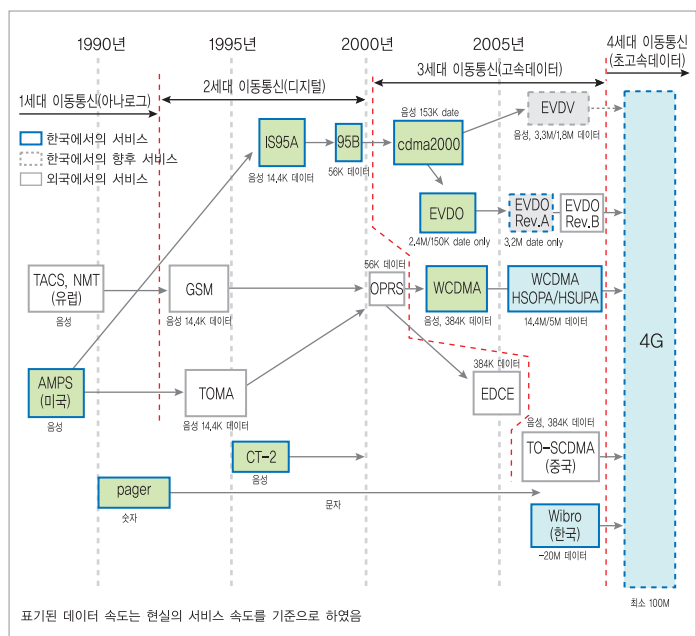 1990년
1995년
2000년
2005년
4세대 이동통신
(초고속데이터)
3세대 이동통신(고속데이터)
2세대 이동통신(디지털)
1세대 이동통신(아나로그)
한국에서의 서비스
한국에서의 향후 서비스
외국에서의 서비스
IS95A
음성 14.4K 데이터
95B
56K 데이터
음성 153K date
cdma2000
EVDV
음성, 3.3M/1.8M 데이터
EVDO
2.4M/150K date only
EVDO
Rev.A
3.2M date only
EVDO
Rev.B
TACS, NMT
(유럽)
음성
GSM
음성 14.4K 데이터
56K 데이터
OPRS
WCDMA
음성, 384K 데이터
WCDMA
HSOPA/HSUPA
14.4M/5M 데이터
4G
최소 100M
AMPS
(미국)
음성
TOMA
음성 14.4K 데이터
384K 데이터
EDCE
음성, 384K 데이터
TO-SCDMA
(중국)
CT-2
음성
pager
숫자
문자
Wibro
(한국)
-20M 데이터
표기된 데이터 속도는 현실의 서비스 속도를 기준으로 하였음